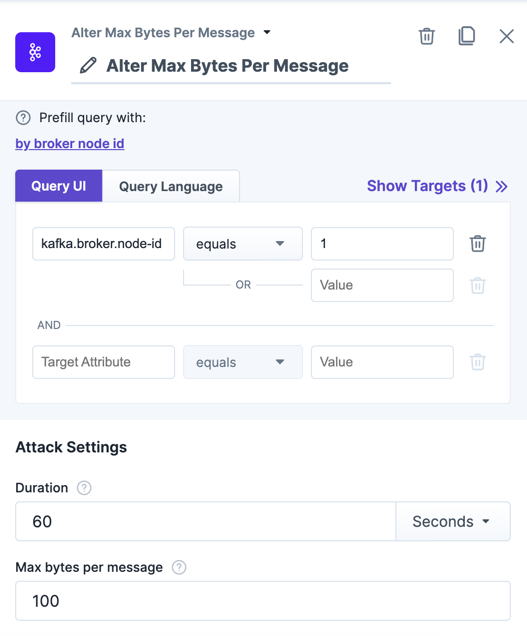 Alter Max Bytes Per Message
Alter Max Bytes Per Message
Prefill query with:
by broker node id
Query UI
Query Language
Show Targets (1)
kafka.broker.node-id equals 1
OR Value
AND
Target Attribute equals Value
Attack Settings
Duration
60 Seconds
Max bytes per message
100